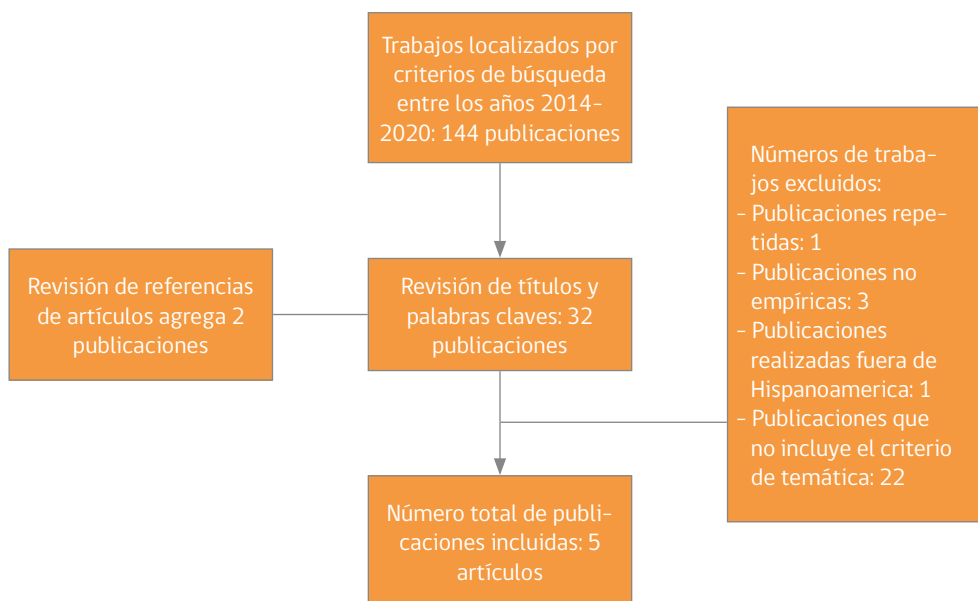 Trabajos localizados por
criterios de búsqueda
entre los años 2014-
2020: 144 publicaciones
Números de traba-
jos excluidos:
- Publicaciones repe-
tidas: 1
- Publicaciones no
empíricas: 3
- Publicaciones
realizadas fuera de
Hispanoamerica: 1
- Publicaciones que
no incluye el criterio
de temática: 22
Revisión de referencias
de artículos agrega 2
publicaciones
Revisión de títulos y
palabras claves: 32
publicaciones
Número total de publi-
caciones incluidas: 5
artículos